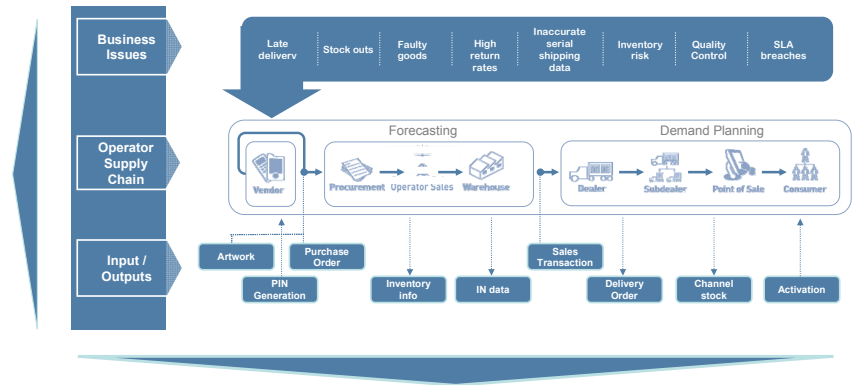 Business
Issues
Late
delivery
Stock outs
Faulty
goods
High
return
rates
Inaccurate
serial
shipping
data
Inventory
risk
Quality
Control
SLA
breaches
Operator
Supply
Chain
Forecasting
Demand Planning
Vendor
Procurement
Operator Sales
Warehouse
Dealer
Subdealer
Point of Sale
Consumer
Input /
Outputs
Artwork
Purchase
Order
Sales
Transaction
PIN
Generation
Inventory
info
IN data
Delivery
Order
Channel
stock
Activation